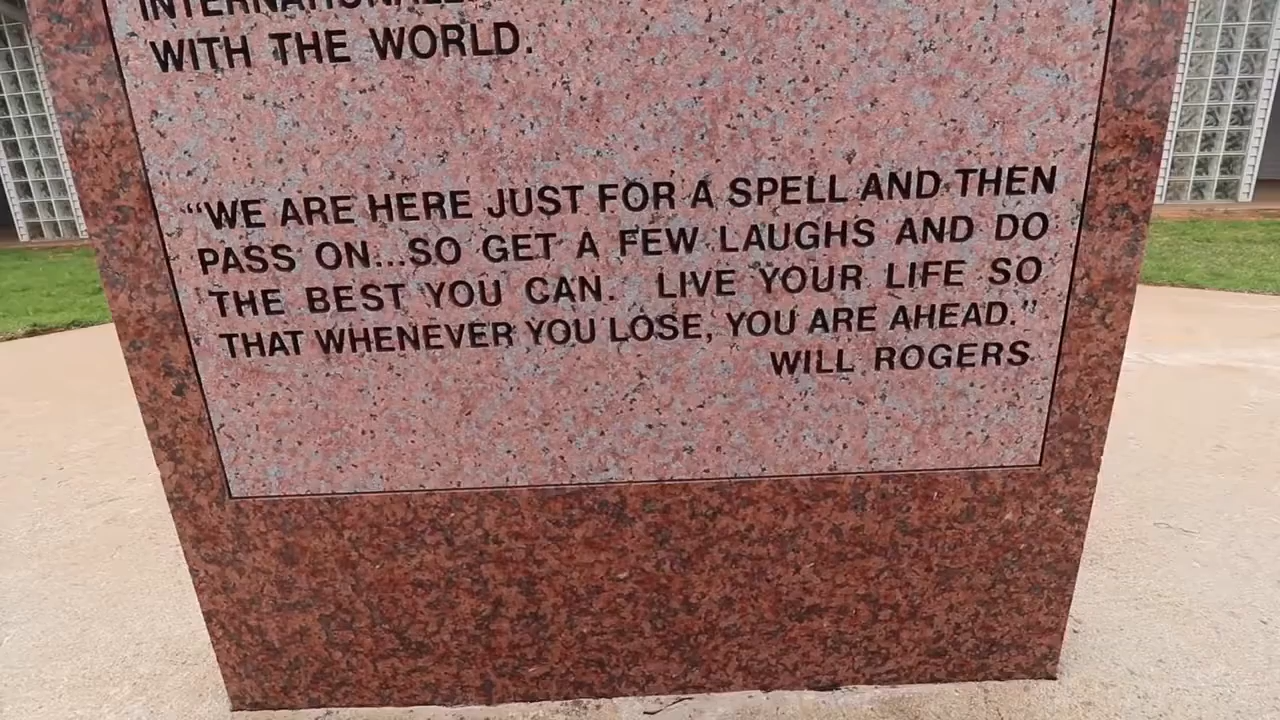 WITH THE WORLD.
“WE ARE HERE JUST FOR A SPELL AND THEN
PASS ON...SO GET A FEW LAUGHS AND DO
THE BEST YOU CAN. LIVE YOUR LIFE SO
THAT WHENEVER YOU LOSE, YOU ARE AHEAD.”
WILL ROGERS